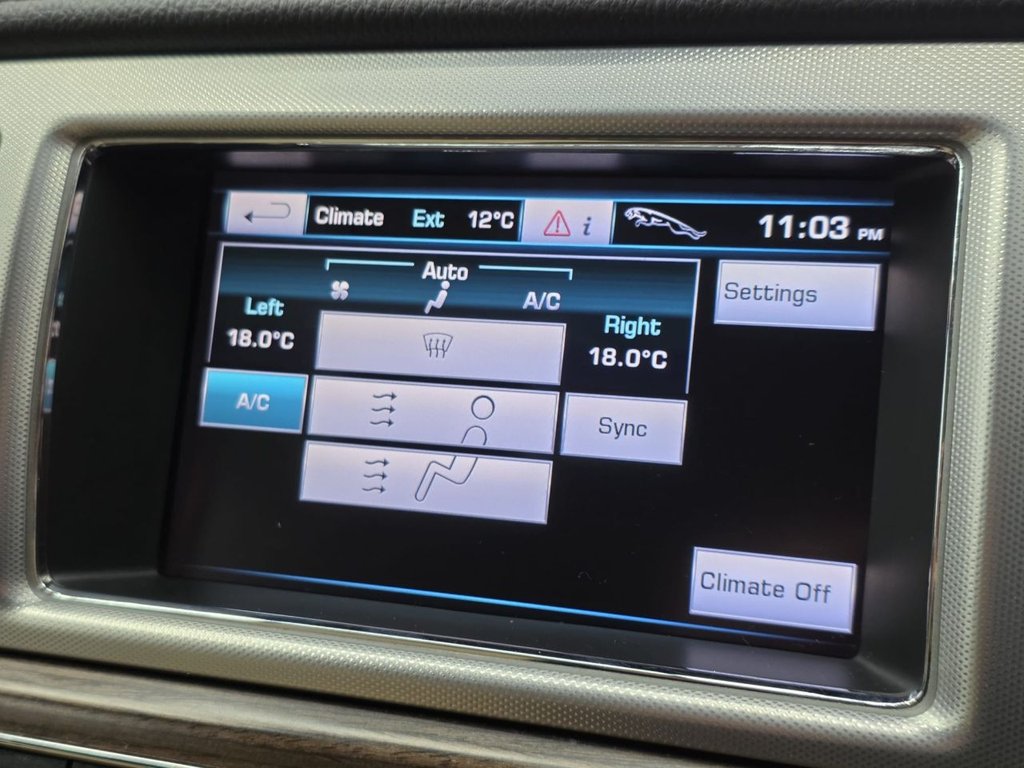 Climate Ext 12°C i 11:03 PM
Auto
A/C
Left
18.0°C
Right
18.0°C
Settings
A/C
Sync
Climate Off